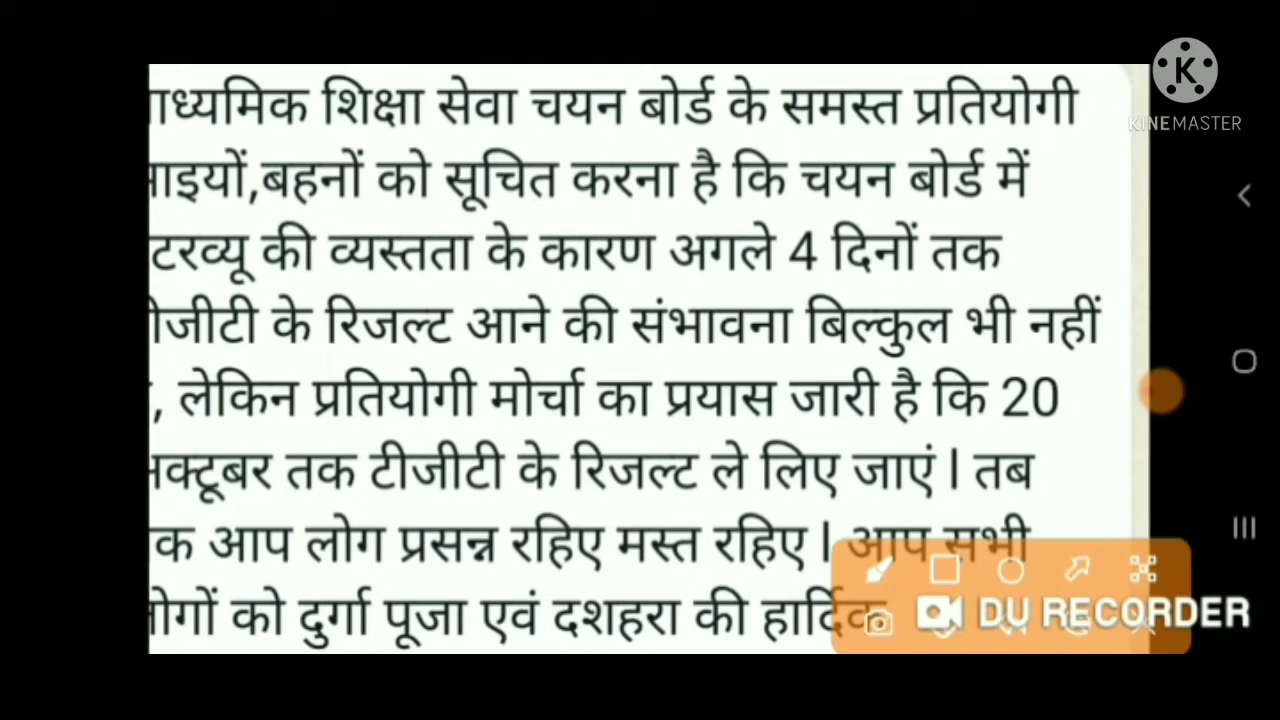 ाध्यमिक शिक्षा सेवा चयन बोर्ड के समस्त प्रतियोगी
ाइयों,बहनों को सूचित करना है कि चयन बोर्ड में
टरव्यू की व्यस्तता के कारण अगले 4 दिनों तक
ीजीटी के रिजल्ट आने की संभावना बिल्कुल भी नहीं
, लेकिन प्रतियोगी मोर्चा का प्रयास जारी है कि 20
क्टूबर तक टीजीटी के रिजल्ट ले लिए जाएं l तब
क आप लोग प्रसन्न रहिए मस्त रहिए l आप सभी
ोगों को दुर्गा पूजा एवं दशहरा की हार्दिक
K
KINEMASTER
DU RECORDER